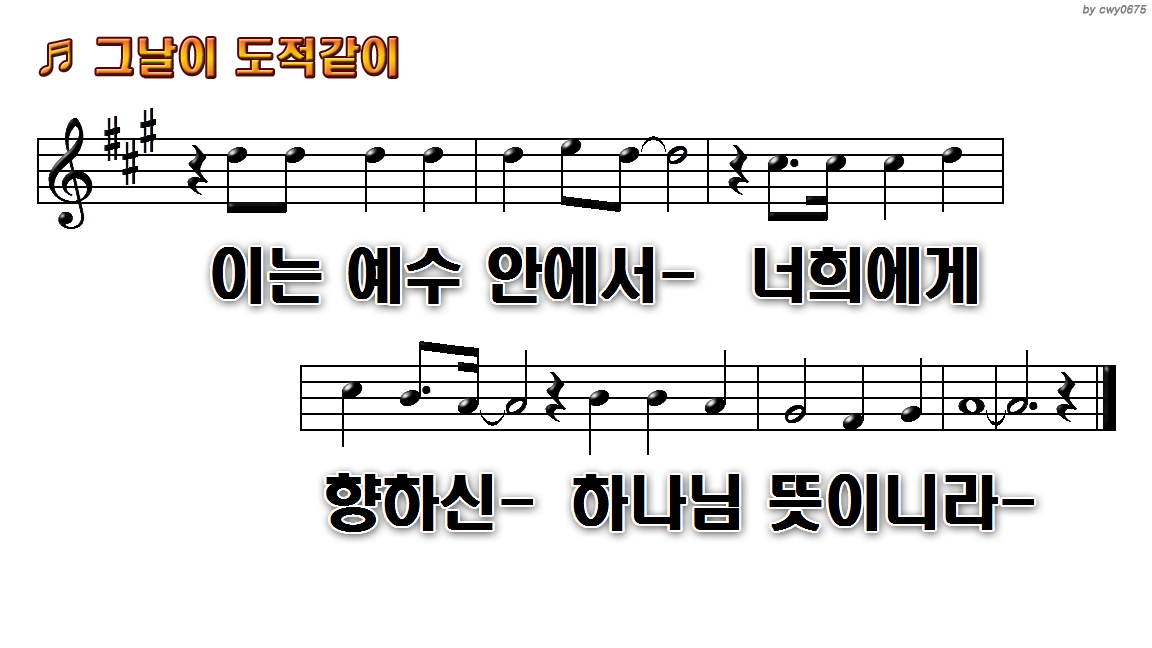 by cwy0675
♬ 그날이 도적같이
이는 예수 안에서- 너희에게
향하신- 하나님 뜻이니라-